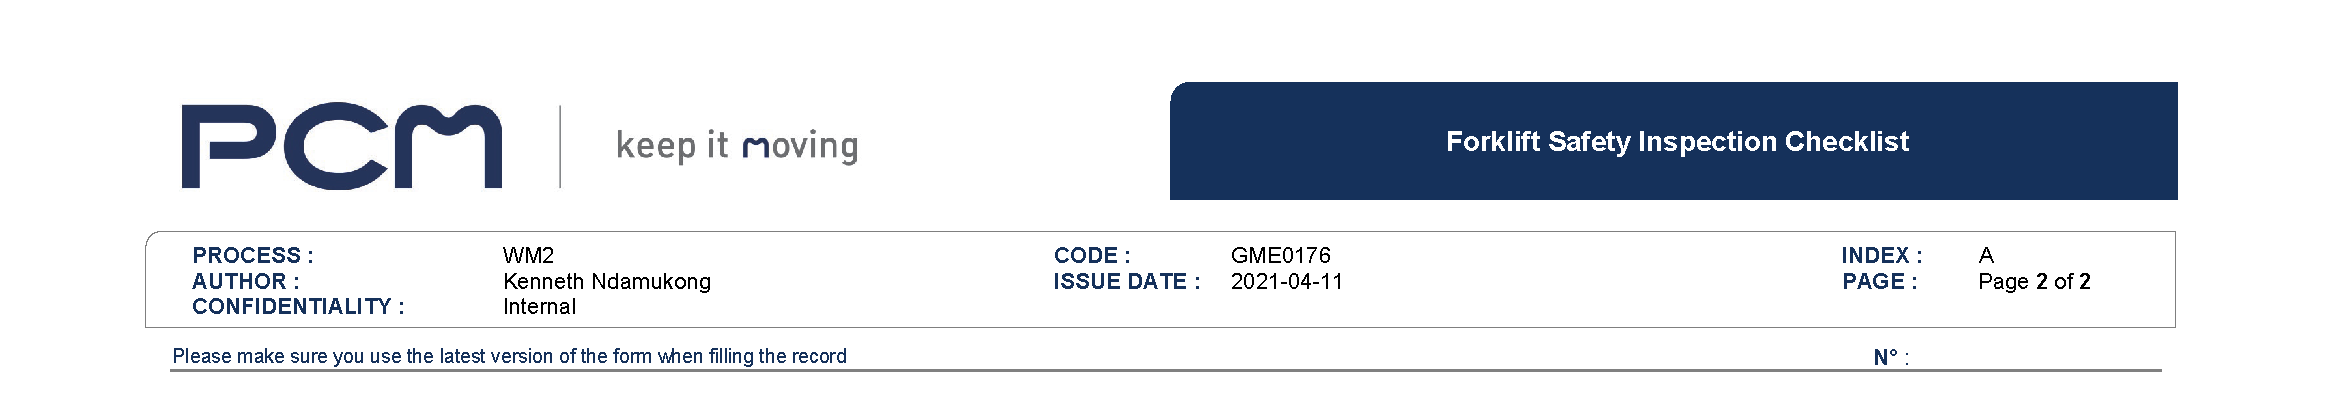 PCM
keep it moving
Forklift Safety Inspection Checklist
PROCESS : WM2 CODE : GME0176 INDEX : A
AUTHOR : Kenneth Ndamukong ISSUE DATE : 2021-04-11 PAGE : Page 2 of 2
CONFIDENTIALITY : Internal
Please make sure you use the latest version of the form when filling the record N° :